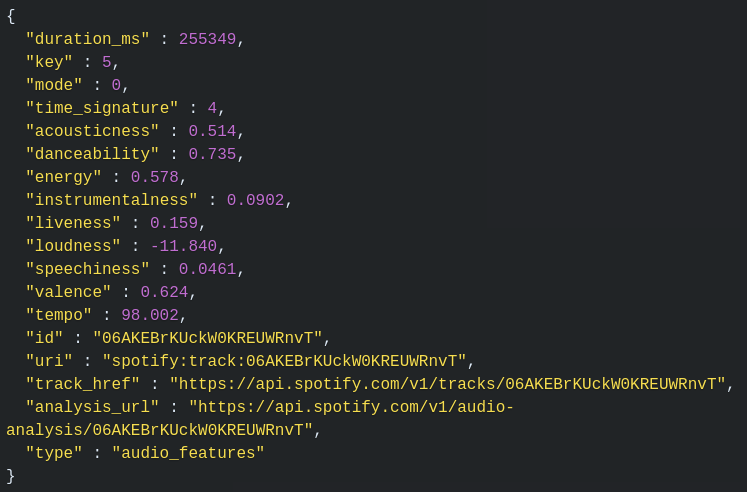 {
  "duration_ms" : 255349,
  "key" : 5,
  "mode" : 0,
  "time_signature" : 4,
  "acousticness" : 0.514,
  "danceability" : 0.735,
  "energy" : 0.578,
  "instrumentalness" : 0.0902,
  "liveness" : 0.159,
  "loudness" : -11.840,
  "speechiness" : 0.0461,
  "valence" : 0.624,
  "tempo" : 98.002,
  "id" : "06AKEBrKUckW0KREUWRnvT",
  "uri" : "spotify:track:06AKEBrKUckW0KREUWRnvT",
  "track_href" : "https://api.spotify.com/v1/tracks/06AKEBrKUckW0KREUWRnvT",
  "analysis_url" : "https://api.spotify.com/v1/audio-
analysis/06AKEBrKUckW0KREUWRnvT",
  "type" : "audio_features"
}